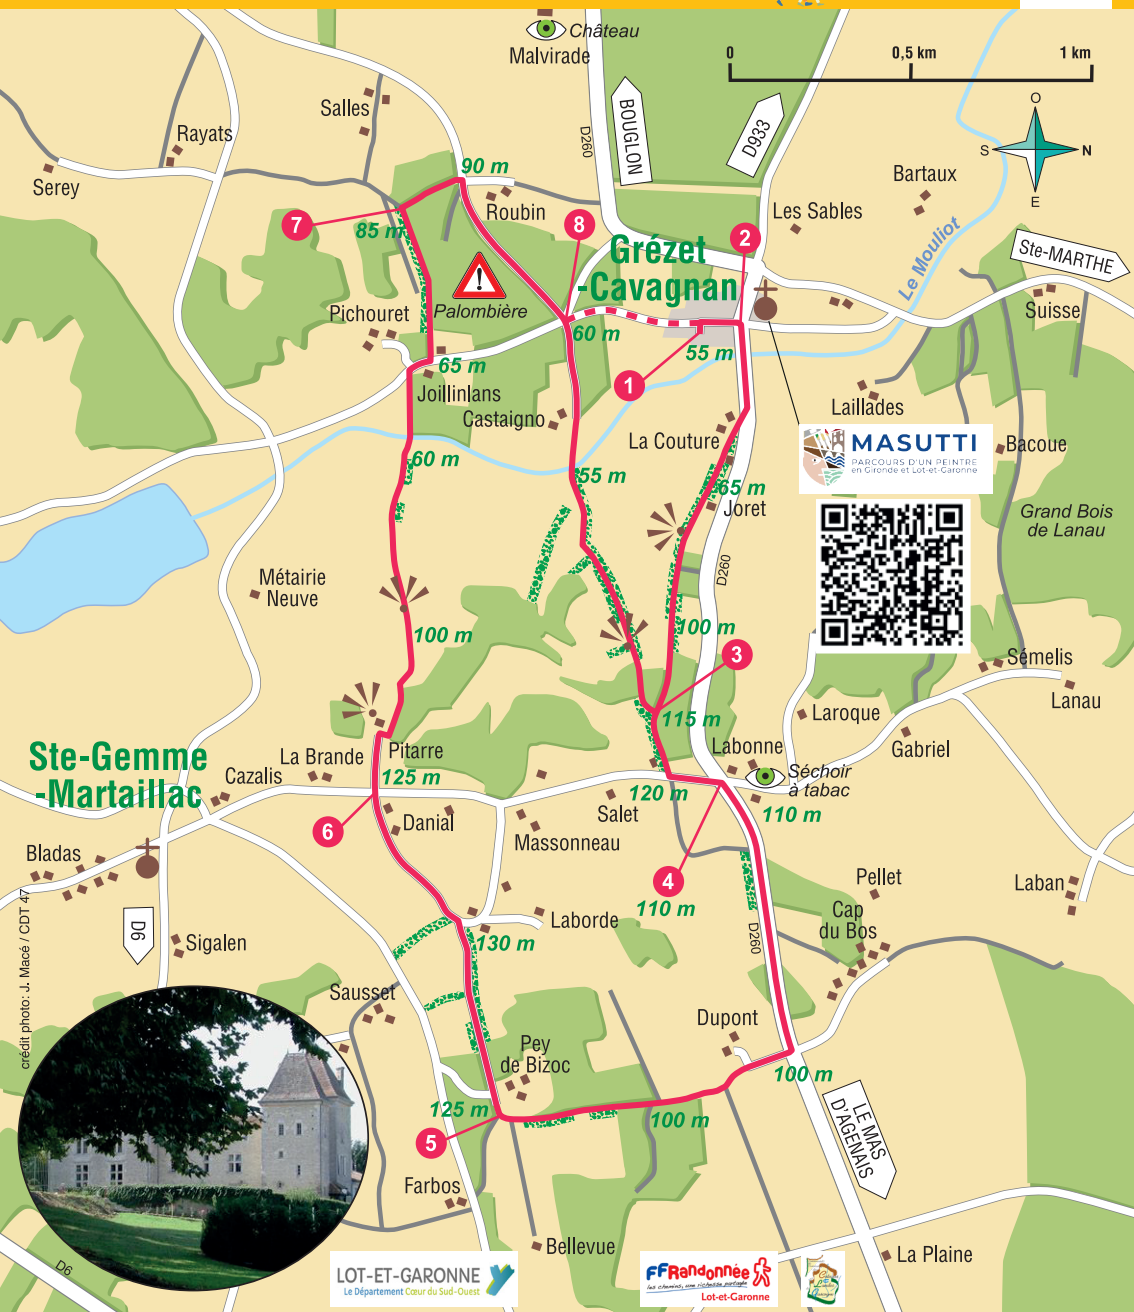 Château
Malvirade
0
0,5 km
1 km
Salles
BOUGLON
D260
D933
O
S
N
E
Rayats
90 m
Serey
Roubin
Bartaux
Les Sables
7
85 m
8
2
Grézet
-Cavagnan
Le Mouliot
Ste-MARTHE
Palombière
Pichouret
60 m
55 m
Suisse
65 m
1
Joillinlans
Castaigno
La Couture
Laillades
MASUTTI
PARCOURS D'UN PEINTRE
en Gironde et Lot-et-Garonne
Bacoue
60 m
55 m
65 m
Joret
Grand Bois
de Lanau
D260
Métairie
Neuve
100 m
100 m
3
Sémelis
Lanau
115 m
Laroque
Gabriel
Ste-Gemme
-Martaillac
La Brande
Pitarre
Cazalis
125 m
Labonne
Séchoir
à tabac
120 m
110 m
Salet
6
Danial
Massonneau
Bladas
4
110 m
Pellet
Laban
Cap
du Bos
Laborde
D6
130 m
D260
Sigalen
crédit photo: J. Macé / CDT 47
Sausset
Dupont
Pey
de Bizoc
100 m
125 m
100 m
LE MAS
D'AGENAIS
5
Farbos
Bellevue
La Plaine
D6
LOT-ET-GARONNE
Le Département Cœur du Sud-Ouest
FFRandonnée
les chemins, une richesse partagée
Lot-et-Garonne